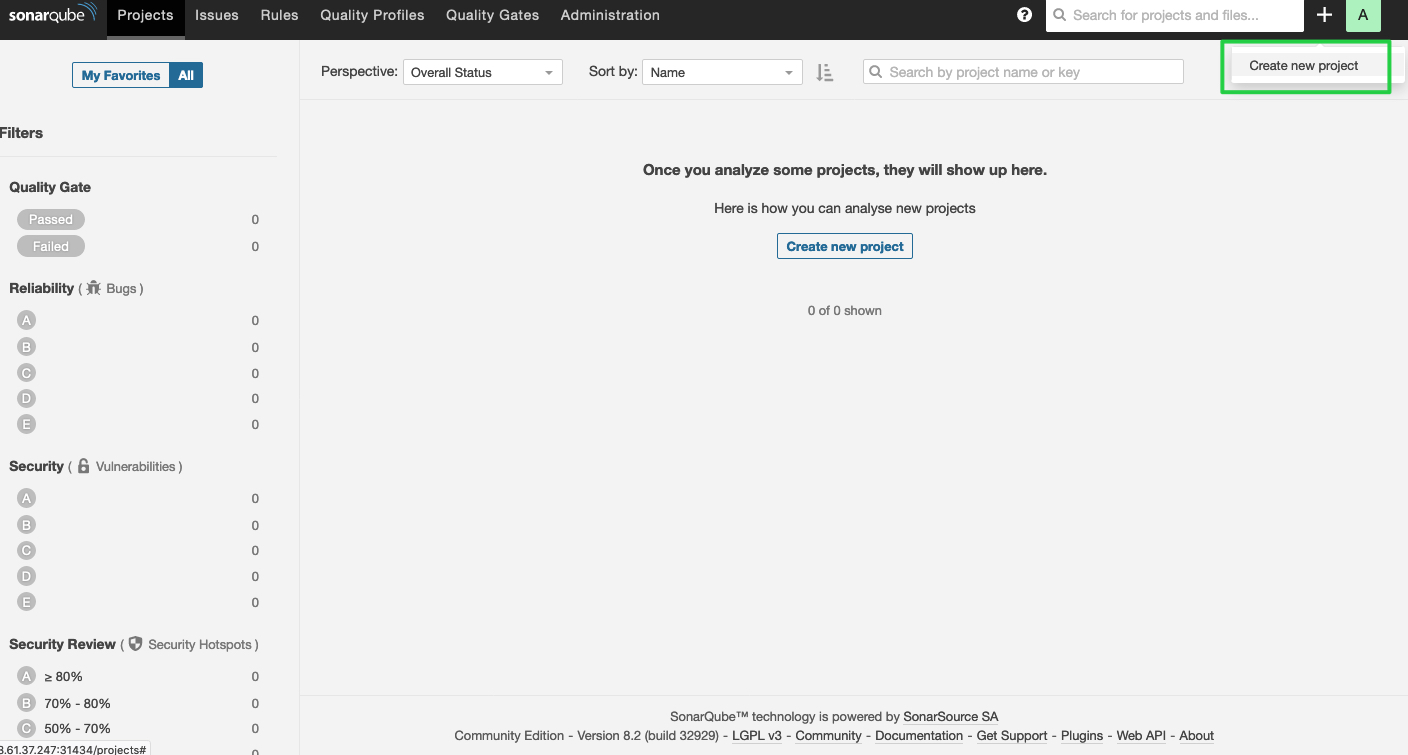 sonarqube Projects Issues Rules Quality Profiles Quality Gates Administration ? Search for projects and files... + A
Create new project
My Favorites All
Perspective: Overall Status Sort by: Name Search by project name or key
Filters
Quality Gate
Passed 0
Failed 0
Reliability ( Bugs )
A 0
B 0
C 0
D 0
E 0
Security ( Vulnerabilities )
A 0
B 0
C 0
D 0
E 0
Security Review ( Security Hotspots )
A ≥ 80% 0
B 70% - 80% 0
C 50% - 70% 0
0
3.61.37.247:31434/projects#
Once you analyze some projects, they will show up here.
Here is how you can analyse new projects
Create new project
0 of 0 shown
SonarQube™ technology is powered by SonarSource SA
Community Edition - Version 8.2 (build 32929) - LGPL v3 - Community - Documentation - Get Support - Plugins - Web API - About